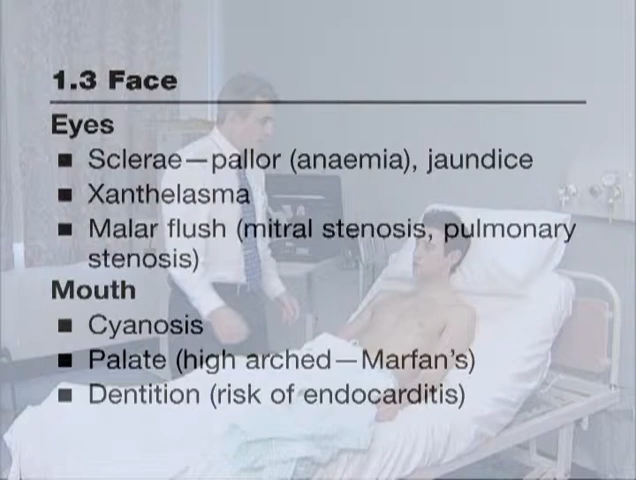 1.3 Face
Eyes
■ Sclerae—pallor (anaemia), jaundice
■ Xanthelasma
■ Malar flush (mitral stenosis, pulmonary
stenosis)
Mouth
■ Cyanosis
■ Palate (high arched—Marfan's)
■ Dentition (risk of endocarditis)